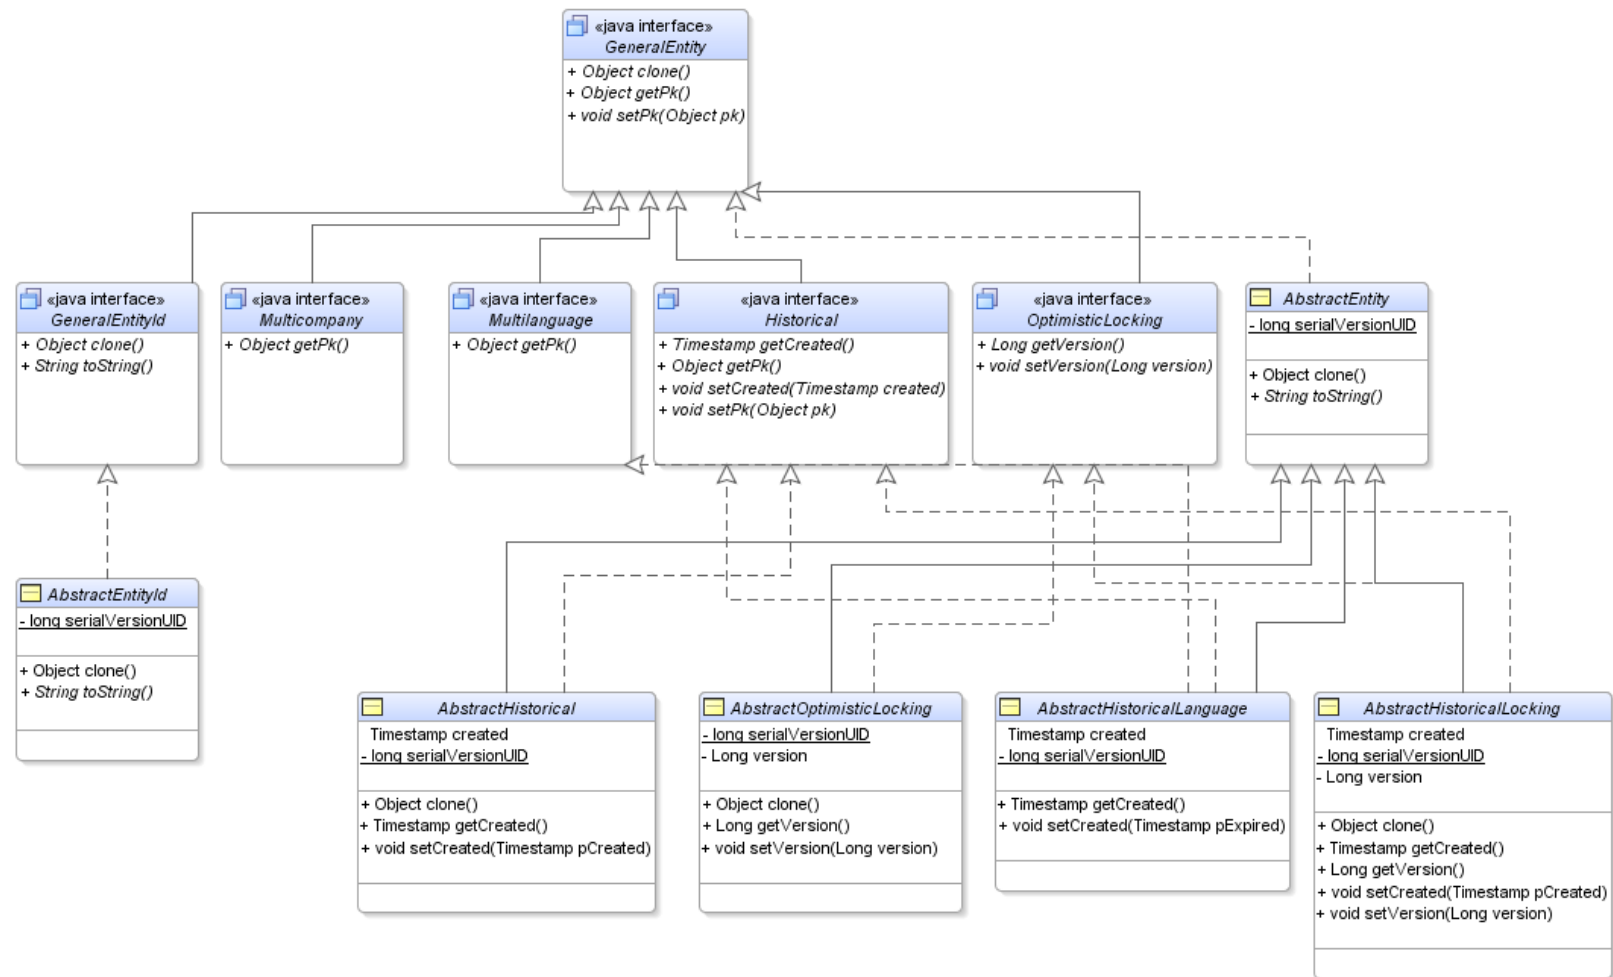 «java interface»
GeneralEntity
+ Object clone()
+ Object getPk()
+ void setPk(Object pk)
«java interface»
GeneralEntityId
+ Object clone()
+ String toString()
«java interface»
Multicompany
+ Object getPk()
«java interface»
Multilanguage
+ Object getPk()
«java interface»
Historical
+ Timestamp getCreated()
+ Object getPk()
+ void setCreated(Timestamp created)
+ void setPk(Object pk)
«java interface»
OptimisticLocking
+ Long getVersion()
+ void setVersion(Long version)
AbstractEntity
- long serialVersionUID
+ Object clone()
+ String toString()
AbstractEntityId
- long serialVersionUID
+ Object clone()
+ String toString()
AbstractHistorical
Timestamp created
- long serialVersionUID
+ Object clone()
+ Timestamp getCreated()
+ void setCreated(Timestamp pCreated)
AbstractOptimisticLocking
- long serialVersionUID
- Long version
+ Object clone()
+ Long getVersion()
+ void setVersion(Long version)
AbstractHistoricalLanguage
Timestamp created
- long serialVersionUID
+ Timestamp getCreated()
+ void setCreated(Timestamp pExpired)
AbstractHistoricalLocking
Timestamp created
- long serialVersionUID
- Long version
+ Object clone()
+ Timestamp getCreated()
+ Long getVersion()
+ void setCreated(Timestamp pCreated)
+ void setVersion(Long version)